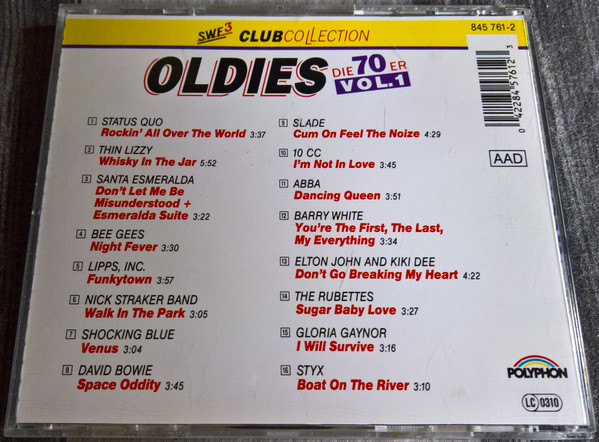 SWF3 CLUBCOLLECTION
845 761-2
OLDIES DIE 70 ER
VOL.1
1 STATUS QUO
Rockin' All Over The World 3:37
2 THIN LIZZY
Whisky In The Jar 5:52
3 SANTA ESMERALDA
Don't Let Me Be
Misunderstood +
Esmeralda Suite 3:22
4 BEE GEES
Night Fever 3:30
5 LIPPS, INC.
Funkytown 3:57
6 NICK STRAKER BAND
Walk In The Park 3:05
7 SHOCKING BLUE
Venus 3:04
8 DAVID BOWIE
Space Oddity 3:45
9 SLADE
Cum On Feel The Noize 4:29
10 10 CC
I'm Not In Love 3:45
11 ABBA
Dancing Queen 3:51
12 BARRY WHITE
You're The First, The Last,
My Everything 3:34
13 ELTON JOHN AND KIKI DEE
Don't Go Breaking My Heart 4:22
14 THE RUBETTES
Sugar Baby Love 3:27
15 GLORIA GAYNOR
I Will Survive 3:16
16 STYX
Boat On The River 3:10
0 42284 57612 3
AAD
POLYPHON
LC 0310